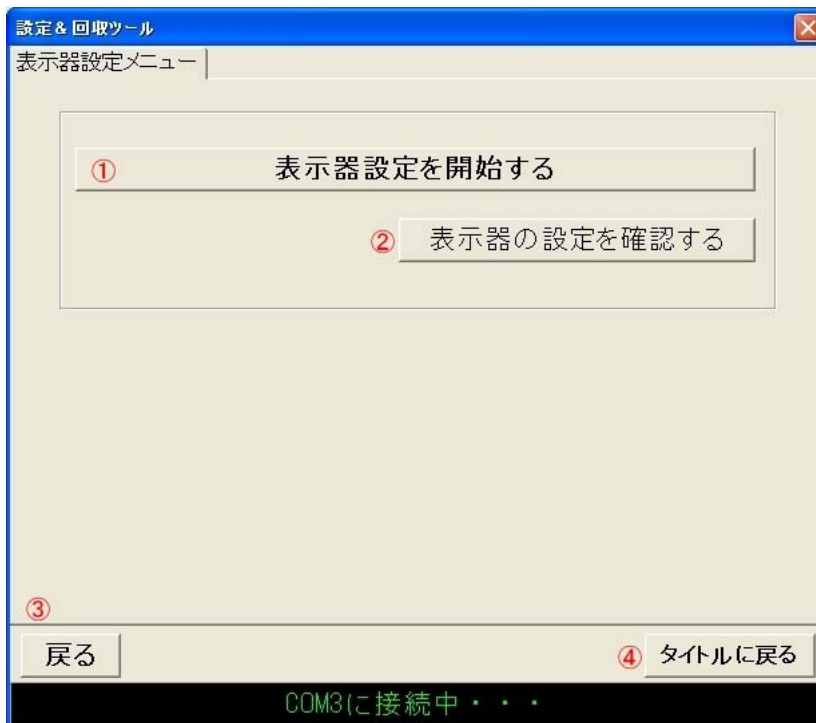 設定&回収ツール
表示器設定メニュー
① 表示器設定を開始する
② 表示器の設定を確認する
③
戻る
④ タイトルに戻る
COM3に接続中・・・